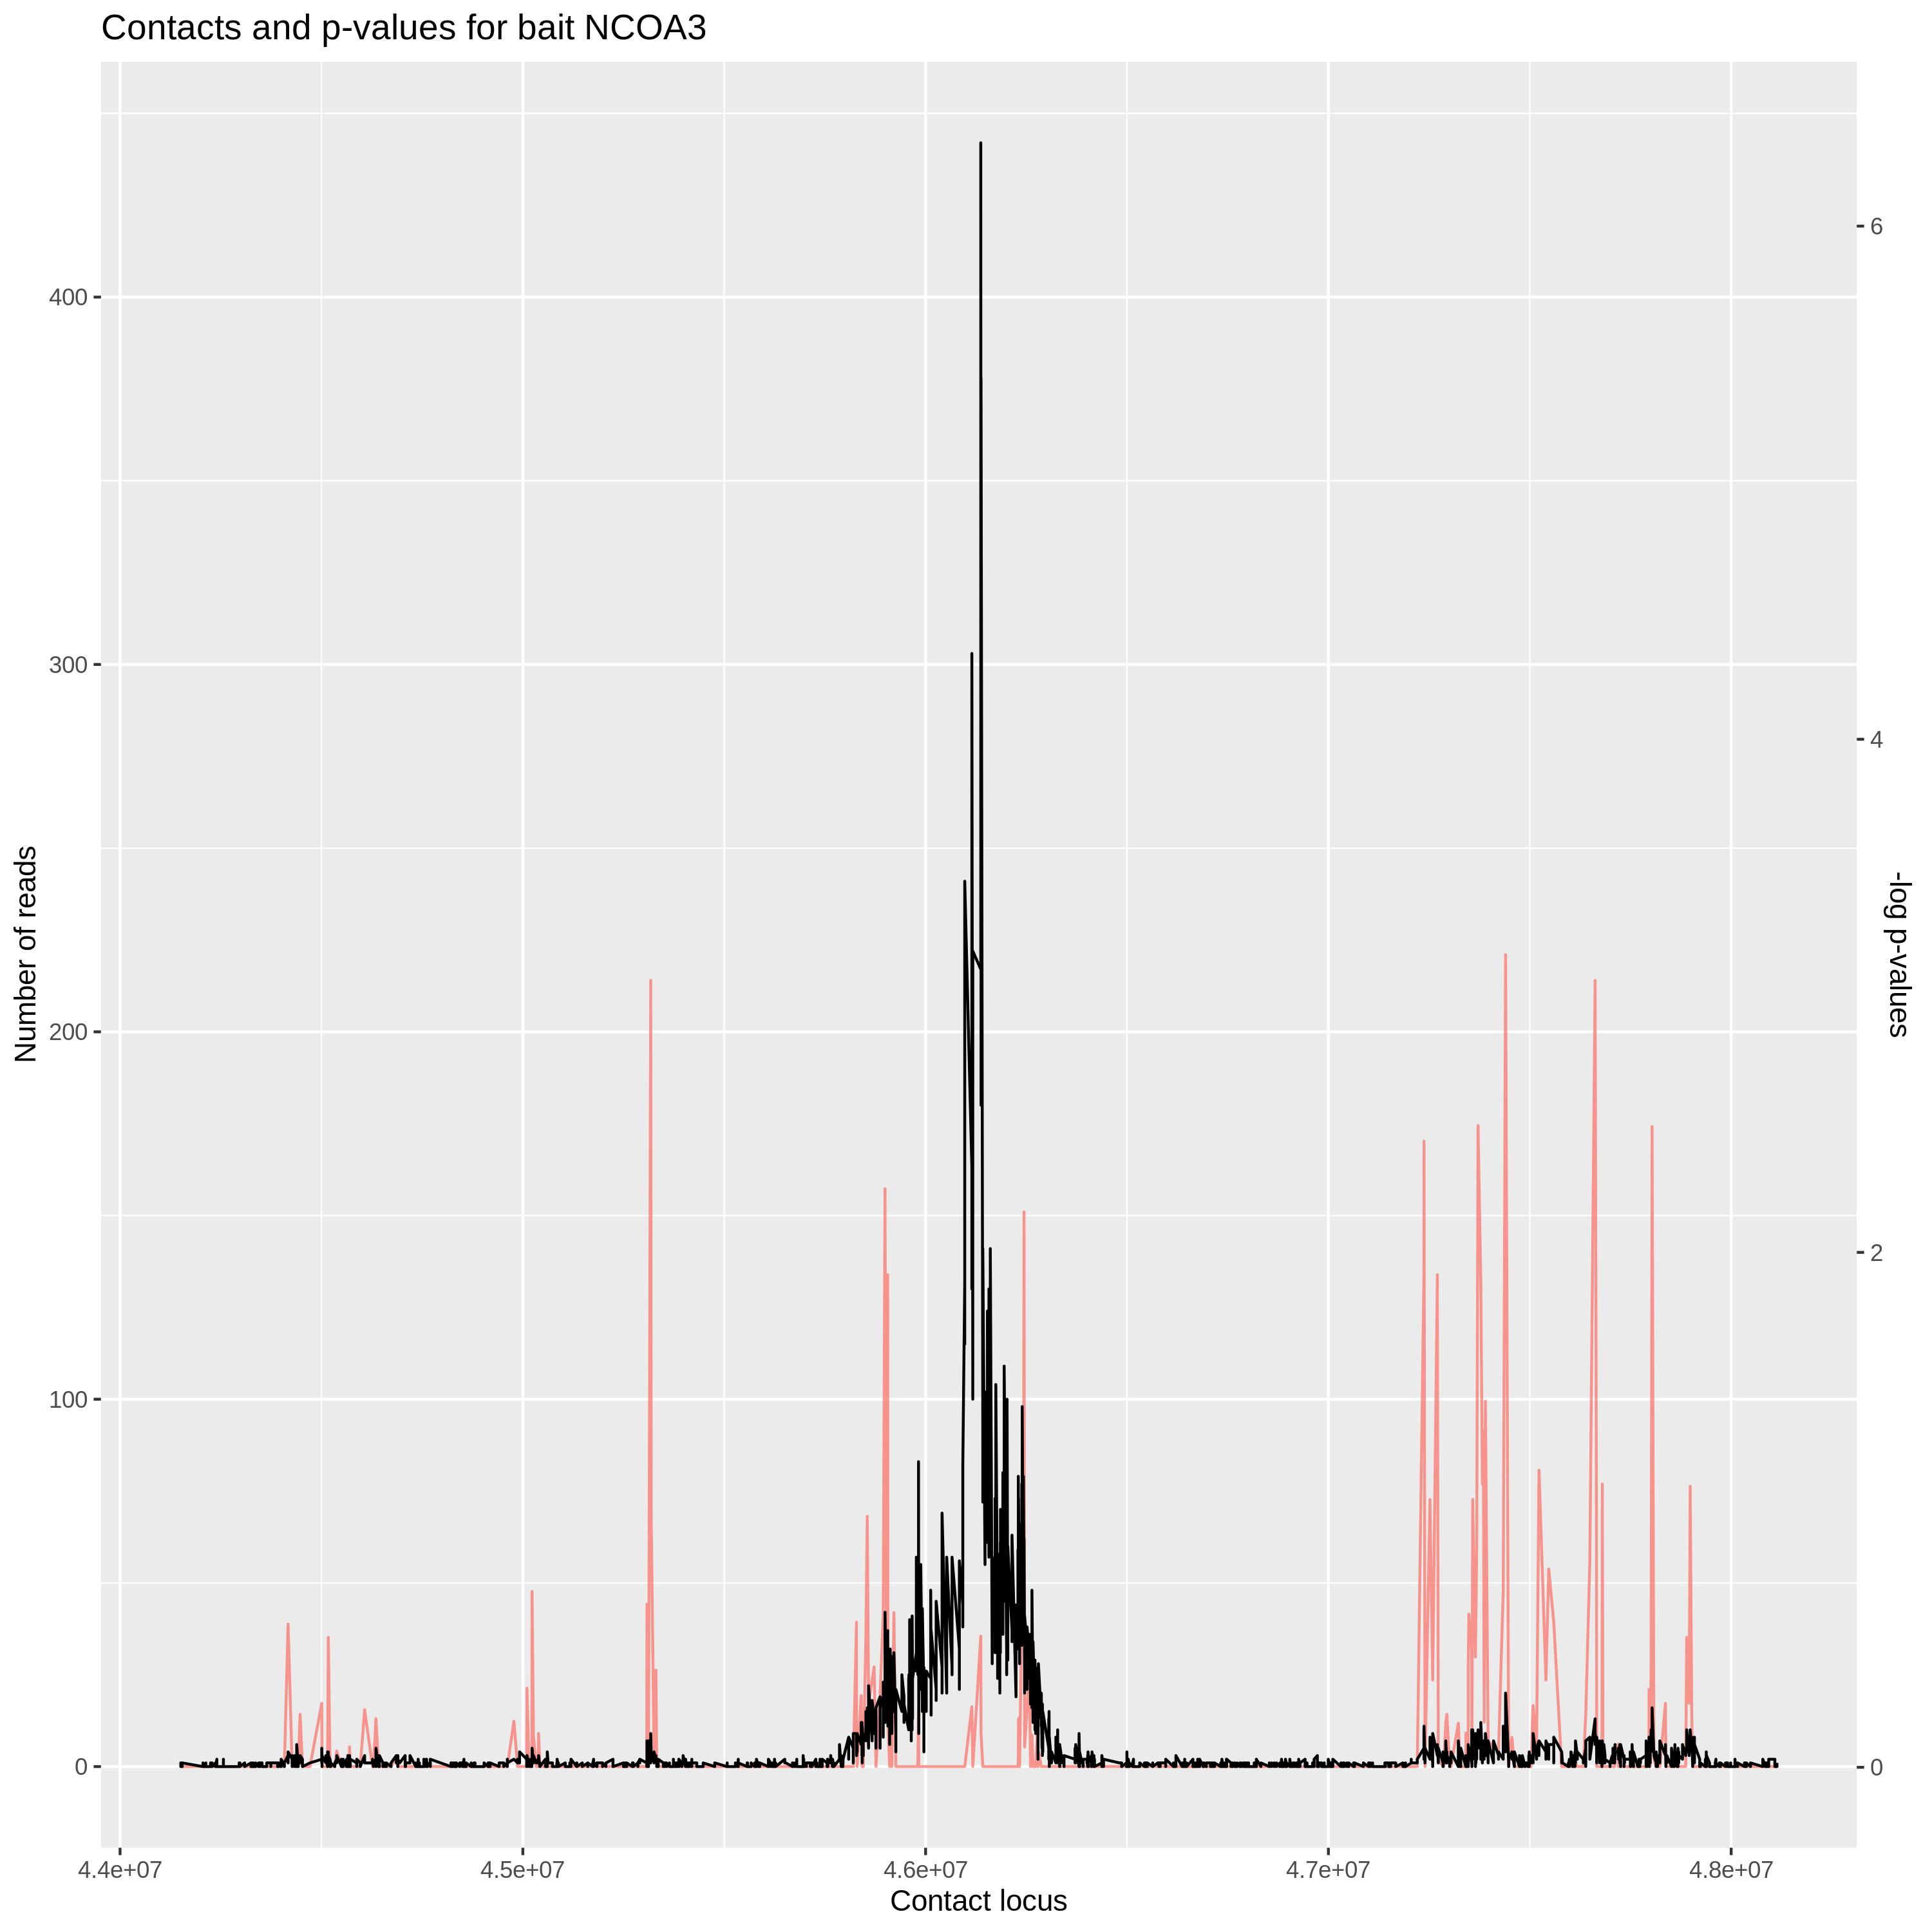 Contacts and p-values for bait NCOA3
Number of reads
400
300
200
100
0
6
4
2
0
-log p-values
4.4e+07 4.5e+07 4.6e+07 4.7e+07 4.8e+07
Contact locus